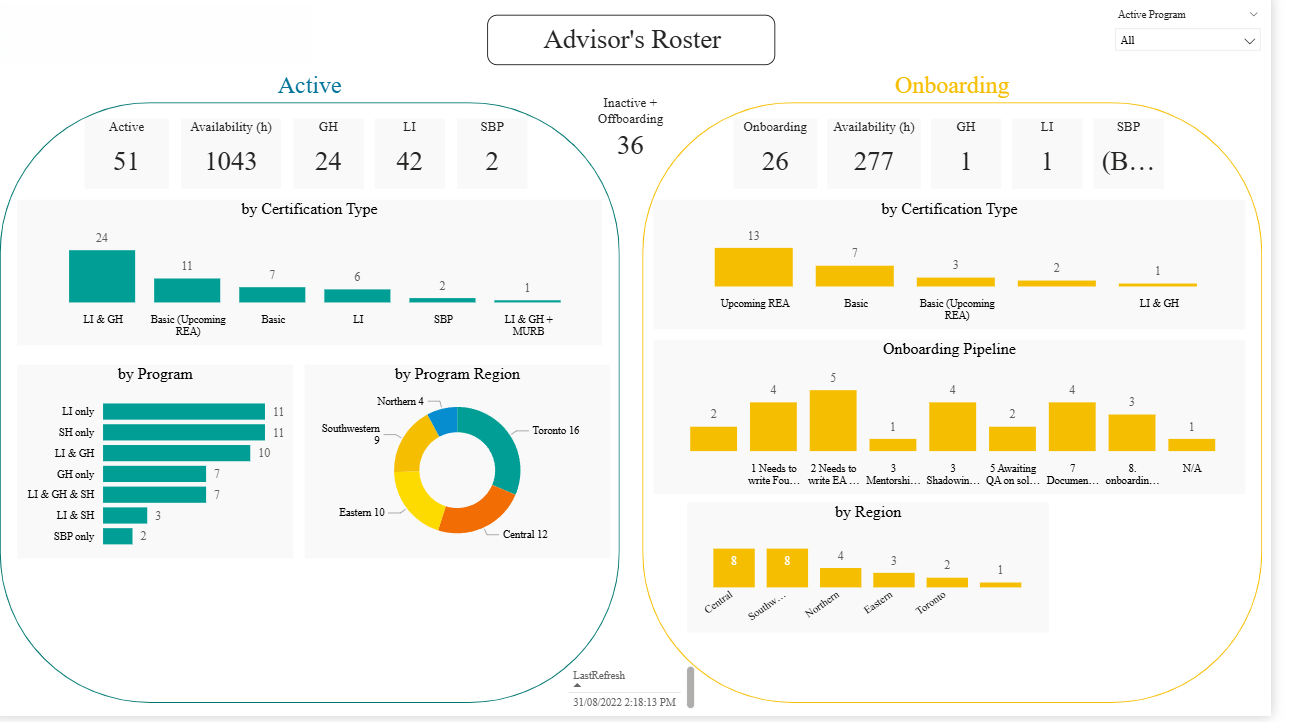 Advisor's Roster
Active Program
All
Active
Active
51
Availability (h)
1043
GH
24
LI
42
SBP
2
by Certification Type
24
11
7
6
2
1
LI & GH
Basic (Upcoming
REA)
Basic
LI
SBP
LI & GH +
MURB
by Program
LI only 11
SH only 11
LI & GH 10
GH only 7
LI & GH & SH 7
LI & SH 3
SBP only 2
by Program Region
Northern 4
Southwestern
9
Toronto 16
Eastern 10
Central 12
Inactive +
Offboarding
36
Onboarding
Onboarding
26
Availability (h)
277
GH
1
LI
1
SBP
(B...
by Certification Type
13
7
3
2
1
Upcoming REA
Basic
Basic (Upcoming
REA)
LI & GH
Onboarding Pipeline
2
4
5
1
4
2
4
3
1
1 Needs to
write Fou...
2 Needs to
write EA ...
3
Mentorshi...
3
Shadowin...
5 Awaiting
QA on sol...
7
Documen...
8.
onboardin...
N/A
by Region
8
8
4
3
2
1
Central
Southw...
Northern
Eastern
Toronto
LastRefresh
31/08/2022 2:18:13 PM